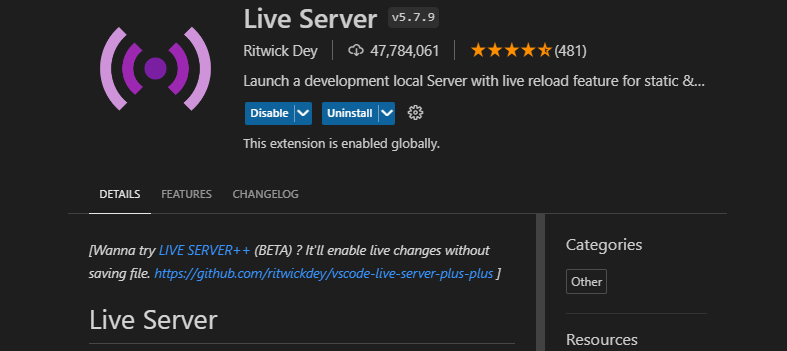 Live Server v5.7.9
Ritwick Dey 47,784,061 (481)
Launch a development local Server with live reload feature for static &...
Disable Uninstall
This extension is enabled globally.
DETAILS FEATURES CHANGELOG
[Wanna try LIVE SERVER++ (BETA) ? It'll enable live changes without
saving file. https://github.com/ritwickdey/vscode-live-server-plus-plus ]
Live Server
Categories
Other
Resources